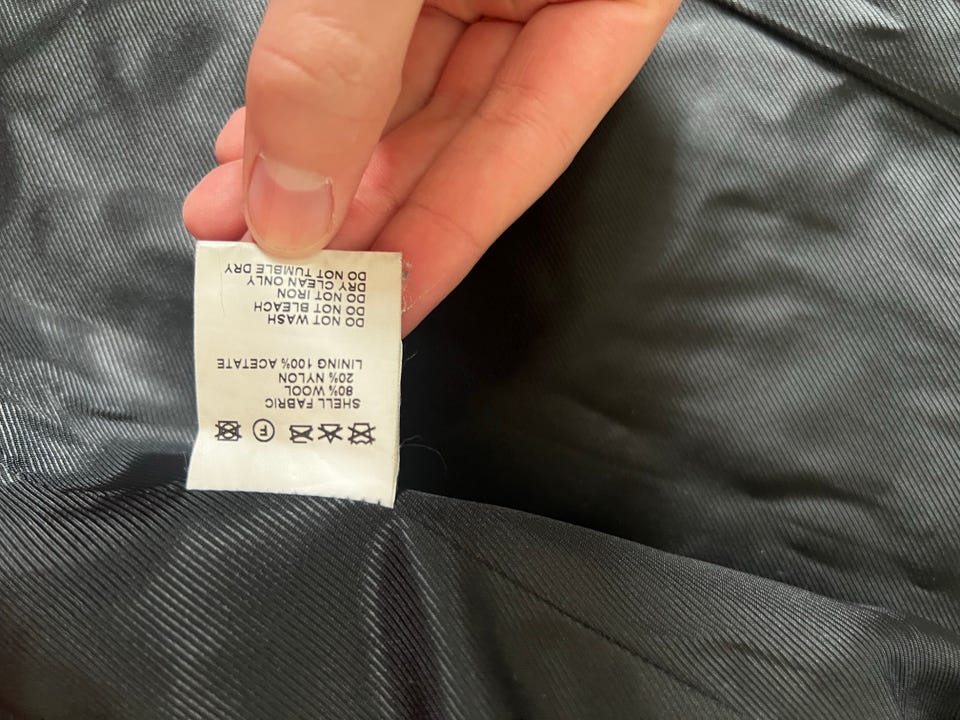 F
SHELL FABRIC
80% WOOL
20% NYLON
LINING 100% ACETATE
DO NOT WASH
DO NOT BLEACH
DO NOT IRON
DRY CLEAN ONLY
DO NOT TUMBLE DRY